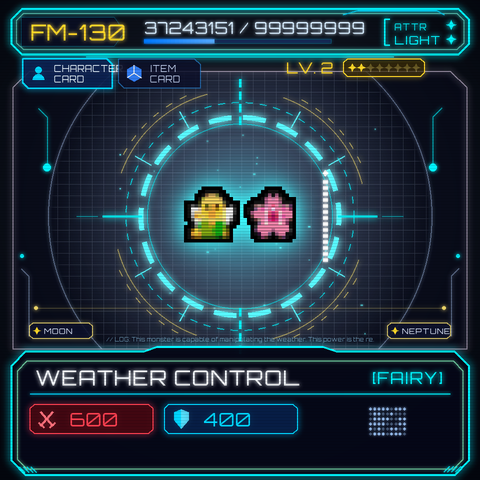 FM-130
37243151 / 99999999
ATTR
LIGHT
CHARACTER
CARD
ITEM
CARD
LV. 2
MOON
NEPTUNE
// LOG: This monster is capable of manipulating the weather. This power is the re
WEATHER CONTROL
[FAIRY]
600
400